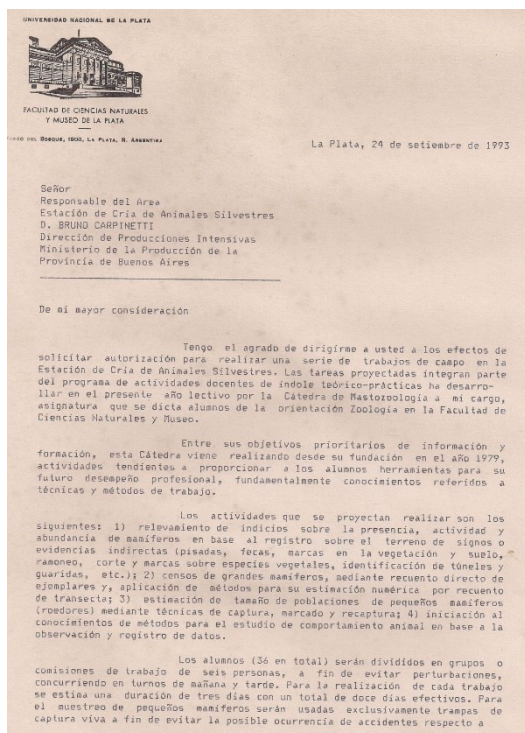 UNIVERSIDAD NACIONAL DE LA PLATA
FACULTAD DE CIENCIAS NATURALES
Y MUSEO DE LA PLATA
DEL BOSQUE, 1900, LA PLATA, R. ARGENTINA
La Plata, 24 de setiembre de 1993
Señor
Responsable del Area
Estación de Cría de Animales Silvestres
D. BRUNO CARPINETTI
Dirección de Producciones Intensivas
Ministerio de la Producción de la
Provincia de Buenos Aires
De mi mayor consideración
Tengo el agrado de dirigirme a usted a los efectos de
solicitar autorización para realizar una serie de trabajos de campo en la
Estación de Cría de Animales Silvestres. Las tareas proyectadas integran parte
del programa de actividades docentes de índole teórico-prácticas ha desarro-
llar en el presente año lectivo por la Cátedra de Mastozoología a mi cargo,
asignatura que se dicta alumnos de la orientación Zoología en la Facultad de
Ciencias Naturales y Museo.
Entre sus objetivos prioritarios de información y
formación, esta Cátedra viene realizando desde su fundación en el año 1979,
actividades tendientes a proporcionar a los alumnos herramientas para su
futuro desempeño profesional, fundamentalmente conocimientos referidos a
técnicas y métodos de trabajo.
Los actividades que se proyectan realizar son los
siguientes: 1) relevamiento de indicios sobre la presencia, actividad y
abundancia de mamíferos en base al registro sobre el terreno de signos o
evidencias indirectas (pisadas, fecas, marcas en la vegetación y suelo,
ramoneo, corte y marcas sobre especies vegetales, identificación de túneles y
guaridas, etc.); 2) censos de grandes mamíferos, mediante recuento directo de
ejemplares y, aplicación de métodos para su estimación numérica por recuento
de transecta; 3) estimación de tamaño de poblaciones de pequeños mamíferos
(roedores) mediante técnicas de captura, marcado y recaptura; 4) iniciación al
conocimientos de métodos para el estudio de comportamiento animal en base a la
observación y registro de datos.
Los alumnos (36 en total) serán divididos en grupos o
comisiones de trabajo de seis personas, a fin de evitar perturbaciones,
concurriendo en turnos de mañana y tarde. Para la realización de cada trabajo
se estima una duración de tres días con un total de doce días efectivos. Para
el muestreo de pequeños mamíferos serán usadas exclusivamente trampas de
captura viva a fin de evitar la posible ocurrencia de accidentes respecto a